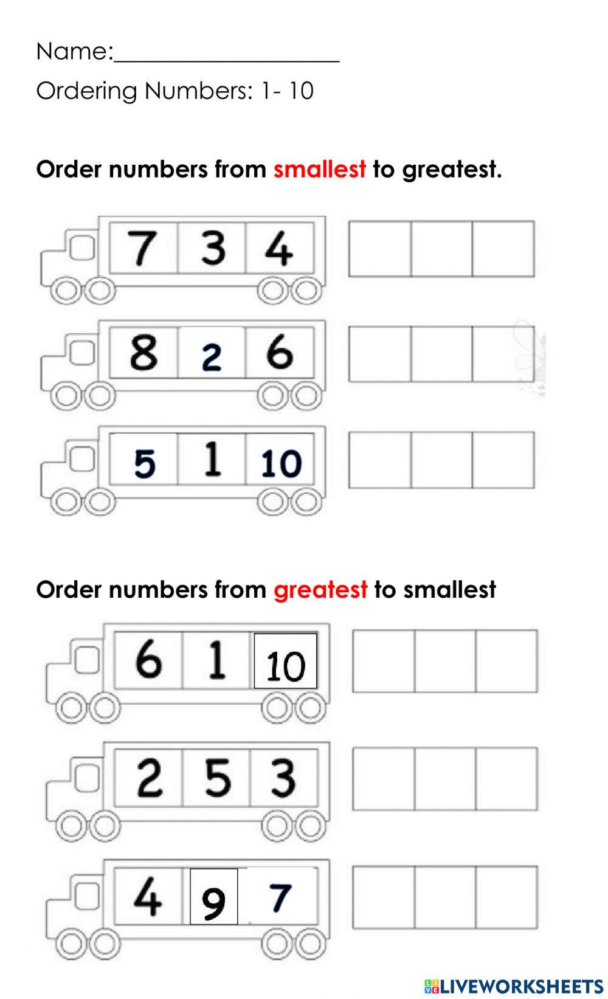 Name:___________________
Ordering Numbers: 1- 10
Order numbers from smallest to greatest.
7 3 4
8 2 6
5 1 10
Order numbers from greatest to smallest
6 1 10
2 5 3
4 9 7
LIVE LIVEWORKSHEETS